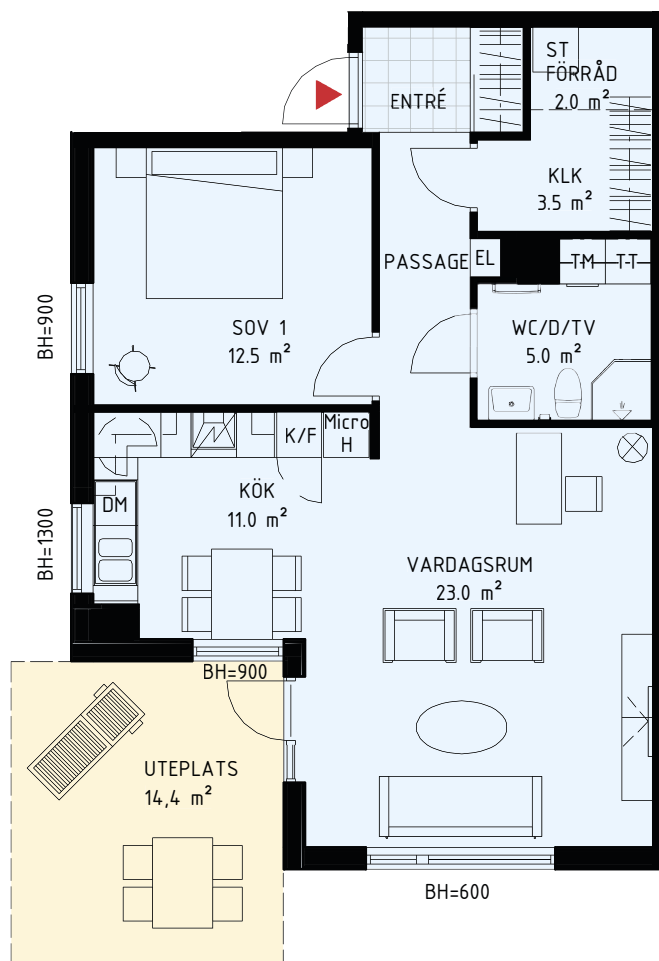 ST
FÖRRÅD
2.0 m²
ENTRÉ
KLK
3.5 m²
PASSAGE
EL
TM
TT
BH=900
SOV 1
12.5 m²
WC/D/TV
5.0 m²
K/F
Micro
H
KÖK
11.0 m²
DM
BH=1300
VARDAGSRUM
23.0 m²
BH=900
UTEPLATS
14,4 m²
BH=600